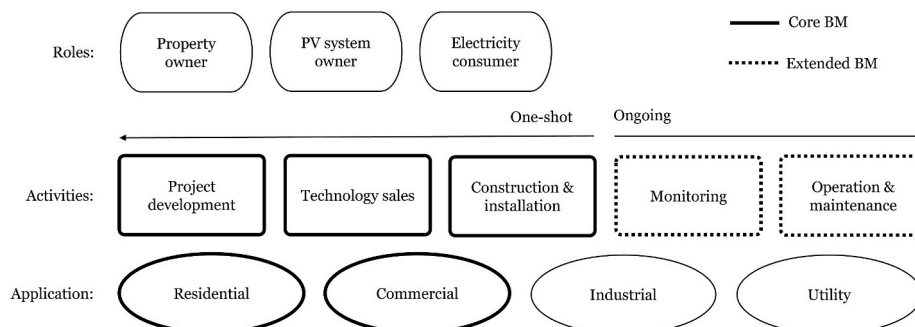 Roles:
Property
owner
PV system
owner
Electricity
consumer
Core BM
Extended BM
One-shot
Ongoing
Activities:
Project
development
Technology sales
Construction &
installation
Monitoring
Operation &
maintenance
Application:
Residential
Commercial
Industrial
Utility